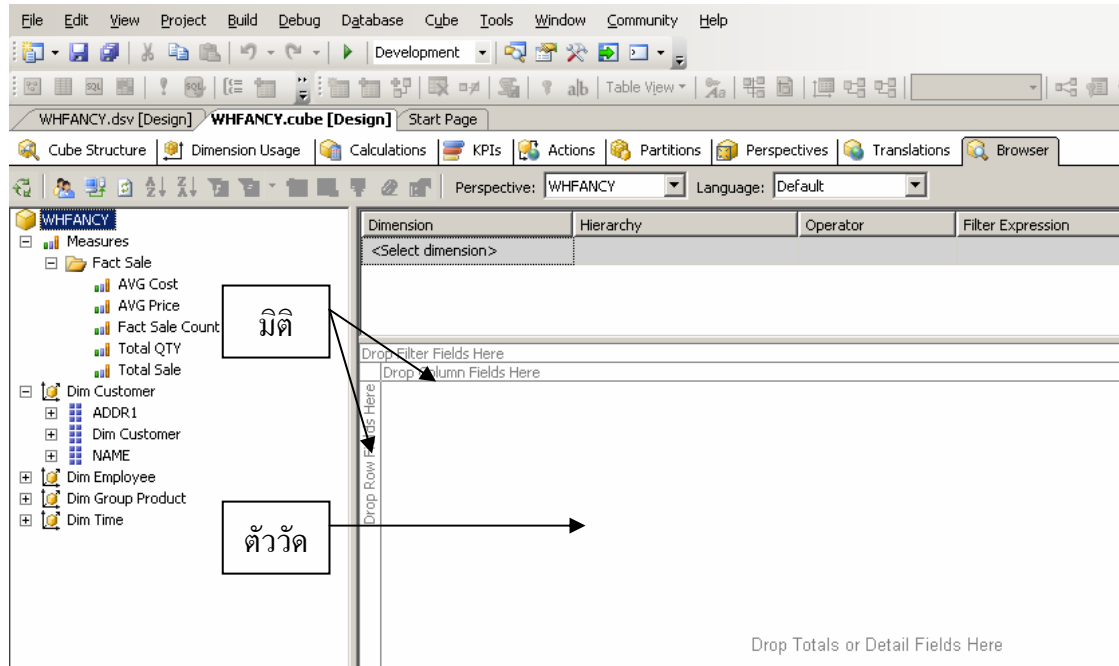 File Edit View Project Build Debug Database Cube Tools Window Community Help
Development
Table View
WHFANCY.dsv [Design] WHFANCY.cube [Design] Start Page
Cube Structure Dimension Usage Calculations KPIs Actions Partitions Perspectives Translations Browser
Perspective: WHFANCY Language: Default
WHFANCY
Measures
Fact Sale
AVG Cost
AVG Price
Fact Sale Count
Total QTY
Total Sale
Dim Customer
ADDR1
Dim Customer
NAME
Dim Employee
Dim Group Product
Dim Time
มิติ
ตัววัด
Dimension Hierarchy Operator Filter Expression
<Select dimension>
Drop Filter Fields Here
Drop Column Fields Here
Drop Row Fields Here
Drop Totals or Detail Fields Here